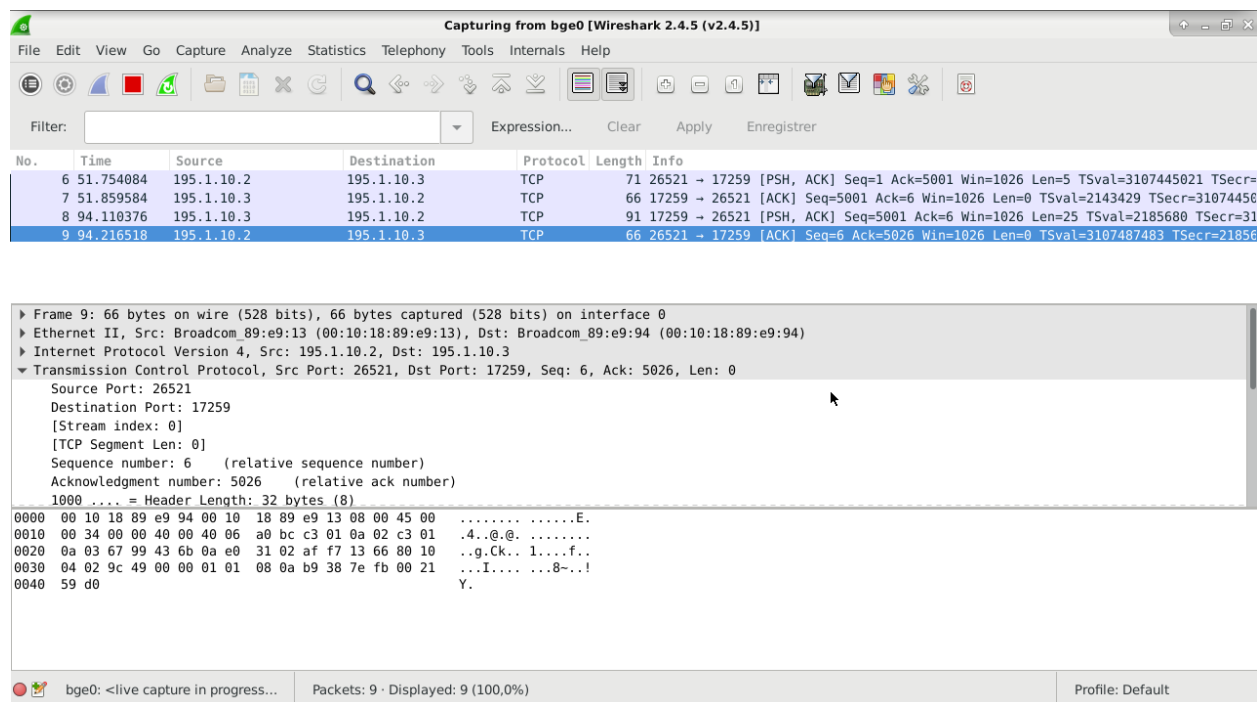 Capturing from bge0 [Wireshark 2.4.5 (v2.4.5)]
File Edit View Go Capture Analyze Statistics Telephony Tools Internals Help
Filter: Expression... Clear Apply Enregistrer
No. Time Source Destination Protocol Length Info
6 51.754084 195.1.10.2 195.1.10.3 TCP 71 26521 → 17259 [PSH, ACK] Seq=1 Ack=5001 Win=1026 Len=5 TSval=3107445021 TSecr=
7 51.859584 195.1.10.3 195.1.10.2 TCP 66 17259 → 26521 [ACK] Seq=5001 Ack=6 Win=1026 Len=0 TSval=2143429 TSecr=31074450
8 94.110376 195.1.10.3 195.1.10.2 TCP 91 17259 → 26521 [PSH, ACK] Seq=5001 Ack=6 Win=1026 Len=25 TSval=2185680 TSecr=31
9 94.216518 195.1.10.2 195.1.10.3 TCP 66 26521 → 17259 [ACK] Seq=6 Ack=5026 Win=1026 Len=0 TSval=3107487483 TSecr=21856
Frame 9: 66 bytes on wire (528 bits), 66 bytes captured (528 bits) on interface 0
Ethernet II, Src: Broadcom_89:e9:13 (00:10:18:89:e9:13), Dst: Broadcom_89:e9:94 (00:10:18:89:e9:94)
Internet Protocol Version 4, Src: 195.1.10.2, Dst: 195.1.10.3
Transmission Control Protocol, Src Port: 26521, Dst Port: 17259, Seq: 6, Ack: 5026, Len: 0
Source Port: 26521
Destination Port: 17259
[Stream index: 0]
[TCP Segment Len: 0]
Sequence number: 6 (relative sequence number)
Acknowledgment number: 5026 (relative ack number)
1000 .... = Header Length: 32 bytes (8)
0000 00 10 18 89 e9 94 00 10 18 89 e9 13 08 00 45 00 ........ ......E.
0010 00 34 00 00 40 00 40 06 a0 bc c3 01 0a 02 c3 01 .4..@.@. ........
0020 0a 03 67 99 43 6b 0a e0 31 02 af f7 13 66 80 10 ..g.Ck.. 1....f..
0030 04 02 9c 49 00 00 01 01 08 0a b9 38 7e fb 00 21 ...I.... ...8~..!
0040 59 d0 Y.
bge0: <live capture in progress... Packets: 9 · Displayed: 9 (100,0%) Profile: Default